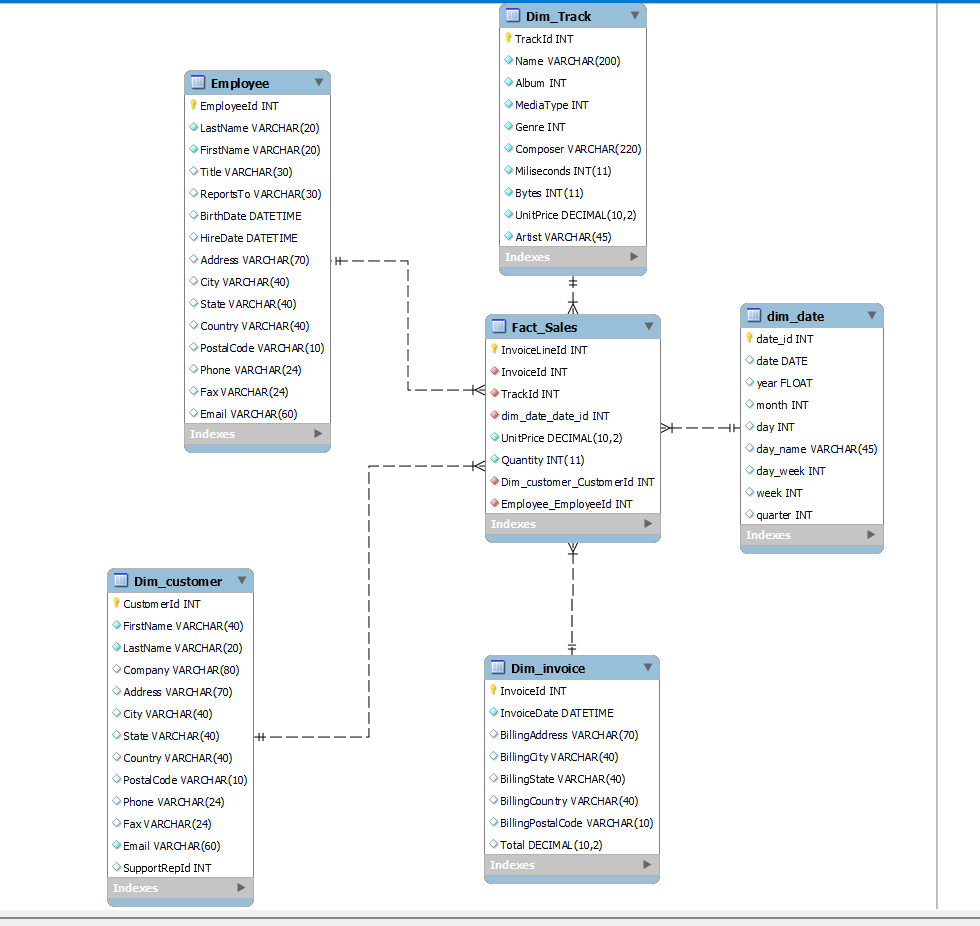 Dim_Track
TrackId INT
Name VARCHAR(200)
Album INT
MediaType INT
Genre INT
Composer VARCHAR(220)
Miliseconds INT(11)
Bytes INT(11)
UnitPrice DECIMAL(10,2)
Artist VARCHAR(45)
Indexes
Employee
EmployeeId INT
LastName VARCHAR(20)
FirstName VARCHAR(20)
Title VARCHAR(30)
ReportsTo VARCHAR(30)
BirthDate DATETIME
HireDate DATETIME
Address VARCHAR(70)
City VARCHAR(40)
State VARCHAR(40)
Country VARCHAR(40)
PostalCode VARCHAR(10)
Phone VARCHAR(24)
Fax VARCHAR(24)
Email VARCHAR(60)
Indexes
Fact_Sales
InvoiceLineId INT
InvoiceId INT
TrackId INT
dim_date_date_id INT
UnitPrice DECIMAL(10,2)
Quantity INT(11)
Dim_customer_CustomerId INT
Employee_EmployeeId INT
Indexes
dim_date
date_id INT
date DATE
year FLOAT
month INT
day INT
day_name VARCHAR(45)
day_week INT
week INT
quarter INT
Indexes
Dim_customer
CustomerId INT
FirstName VARCHAR(40)
LastName VARCHAR(20)
Company VARCHAR(80)
Address VARCHAR(70)
City VARCHAR(40)
State VARCHAR(40)
Country VARCHAR(40)
PostalCode VARCHAR(10)
Phone VARCHAR(24)
Fax VARCHAR(24)
Email VARCHAR(60)
SupportRepId INT
Indexes
Dim_invoice
InvoiceId INT
InvoiceDate DATETIME
BillingAddress VARCHAR(70)
BillingCity VARCHAR(40)
BillingState VARCHAR(40)
BillingCountry VARCHAR(40)
BillingPostalCode VARCHAR(10)
Total DECIMAL(10,2)
Indexes